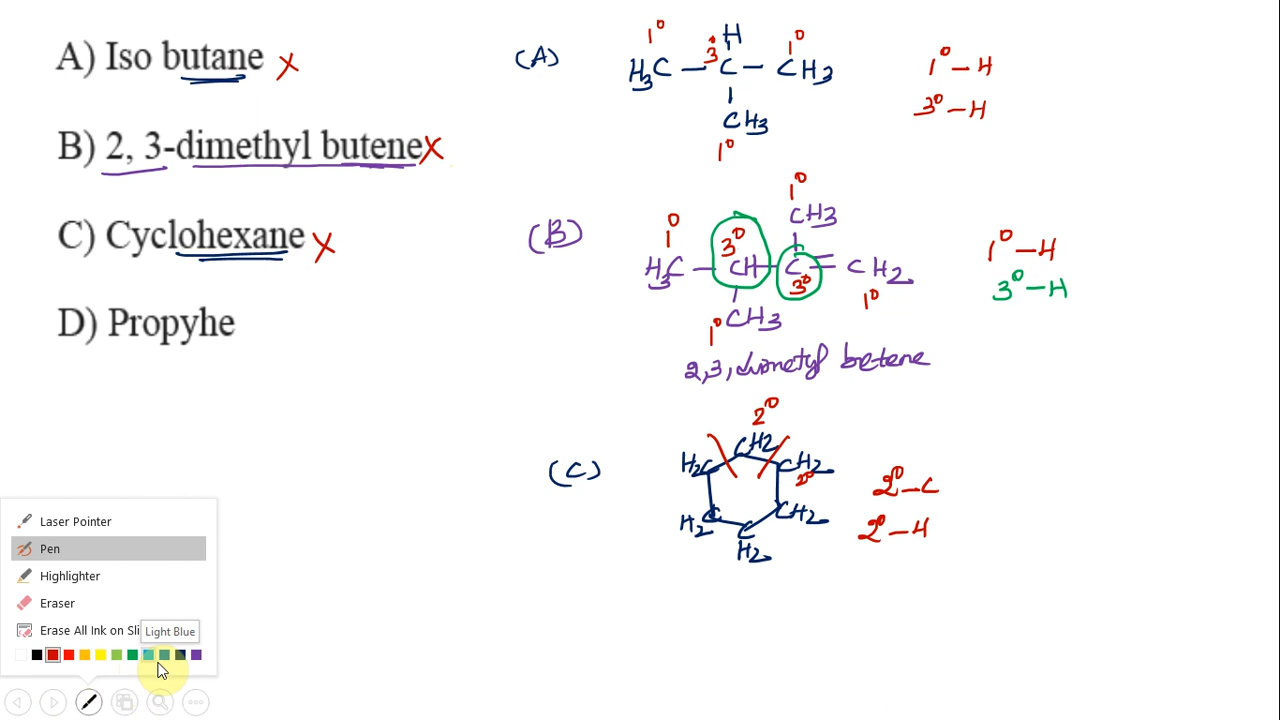 A) Iso butane x
B) 2, 3-dimethyl butene x
C) Cyclohexane x
D) Propyhe
(A)
1° H 1°
3°
H3C – C – CH3
CH3
1°
1° – H
3° – H
(B)
1°
CH3
1° 3°
H3C – CH – C = CH2
3° 1°
1° CH3
2,3, dimetyl betene
1° – H
3° – H
(C)
2°
CH2
H2C CH2
2°
H2C CH2
C
H2
2° – C
2° – H
Laser Pointer
Pen
Highlighter
Eraser
Erase All Ink on Sli
Light Blue